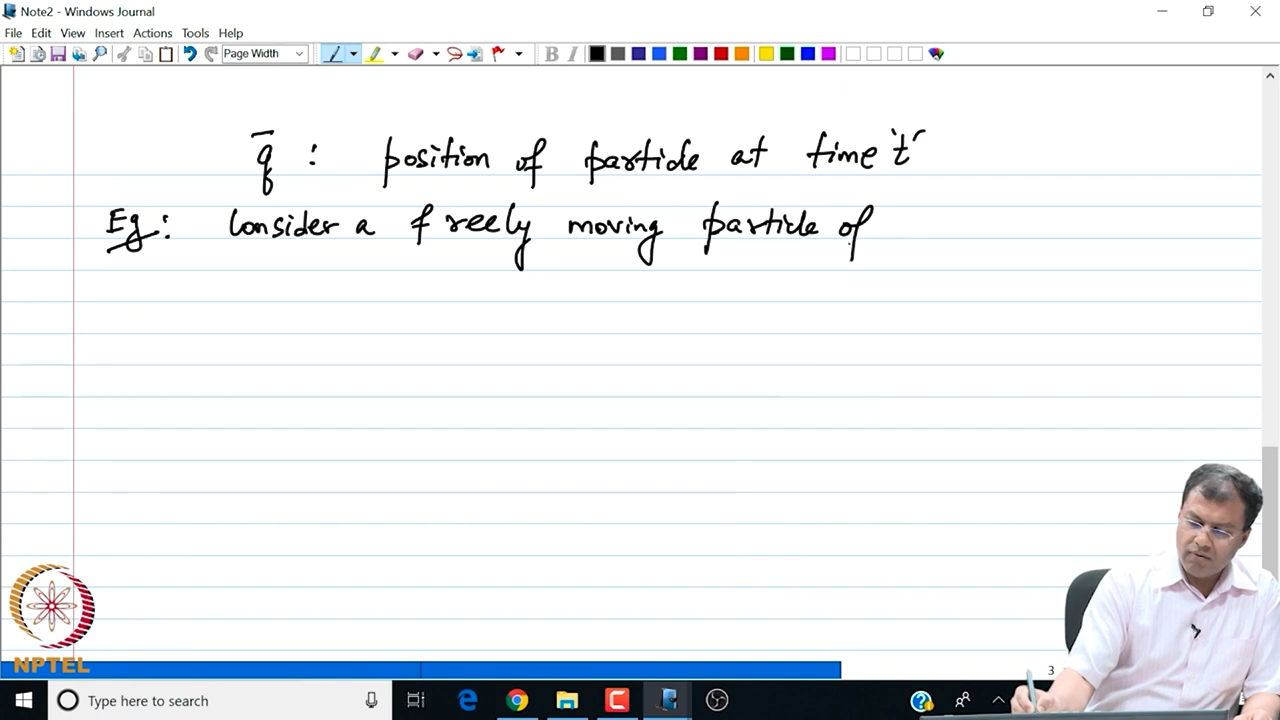 Note2 - Windows Journal
File Edit View Insert Actions Tools Help
Page Width B I
q̄ : position of particle at time 't'
Eg: Consider a freely moving particle of
NPTEL
3
Type here to search